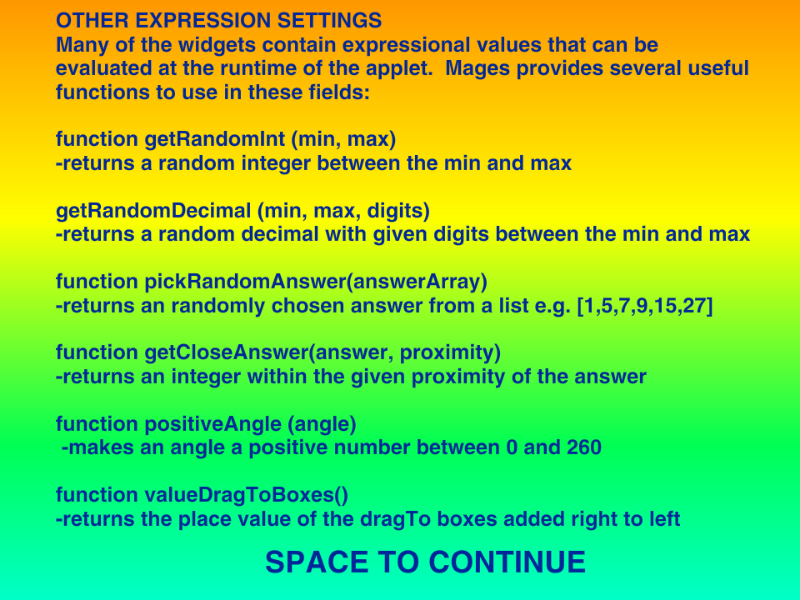 OTHER EXPRESSION SETTINGS
Many of the widgets contain expressional values that can be
evaluated at the runtime of the applet.  Mages provides several useful
functions to use in these fields:
function getRandomInt (min, max)
-returns a random integer between the min and max
getRandomDecimal (min, max, digits)
-returns a random decimal with given digits between the min and max
function pickRandomAnswer(answerArray)
-returns an randomly chosen answer from a list e.g. [1,5,7,9,15,27]
function getCloseAnswer(answer, proximity)
-returns an integer within the given proximity of the answer
function positiveAngle (angle)
-makes an angle a positive number between 0 and 260
function valueDragToBoxes()
-returns the place value of the dragTo boxes added right to left
SPACE TO CONTINUE